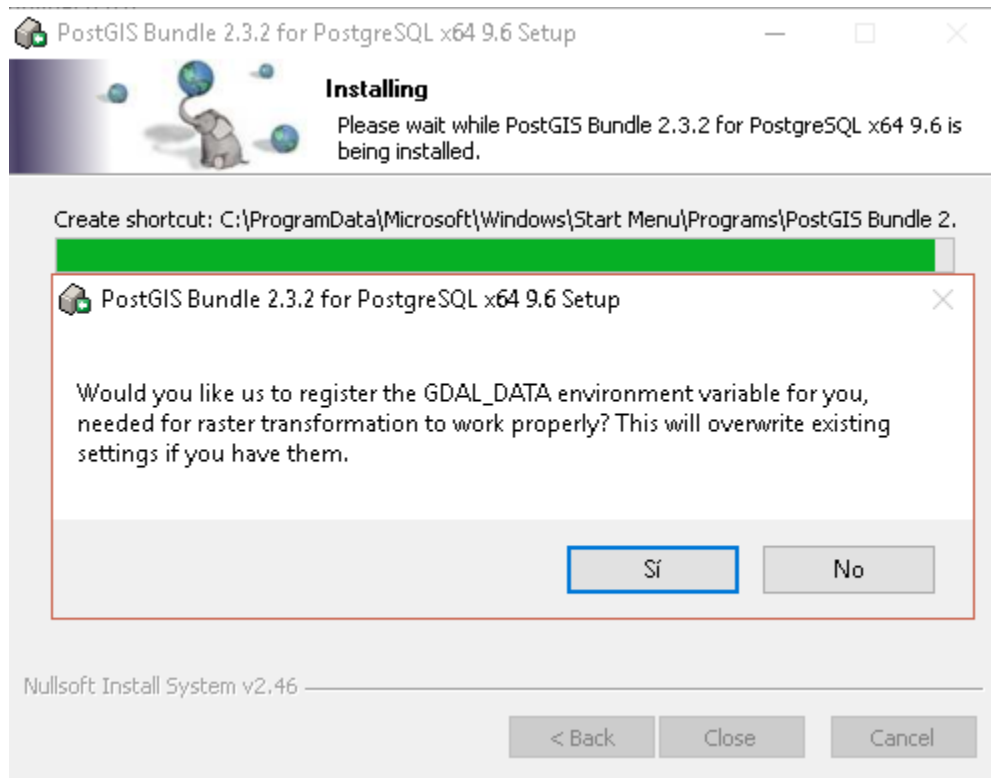 PostGIS Bundle 2.3.2 for PostgreSQL x64 9.6 Setup
Installing
Please wait while PostGIS Bundle 2.3.2 for PostgreSQL x64 9.6 is
being installed.
Create shortcut: C:\ProgramData\Microsoft\Windows\Start Menu\Programs\PostGIS Bundle 2.
PostGIS Bundle 2.3.2 for PostgreSQL x64 9.6 Setup
Would you like us to register the GDAL_DATA environment variable for you,
needed for raster transformation to work properly? This will overwrite existing
settings if you have them.
Sí No
Nullsoft Install System v2.46
< Back Close Cancel